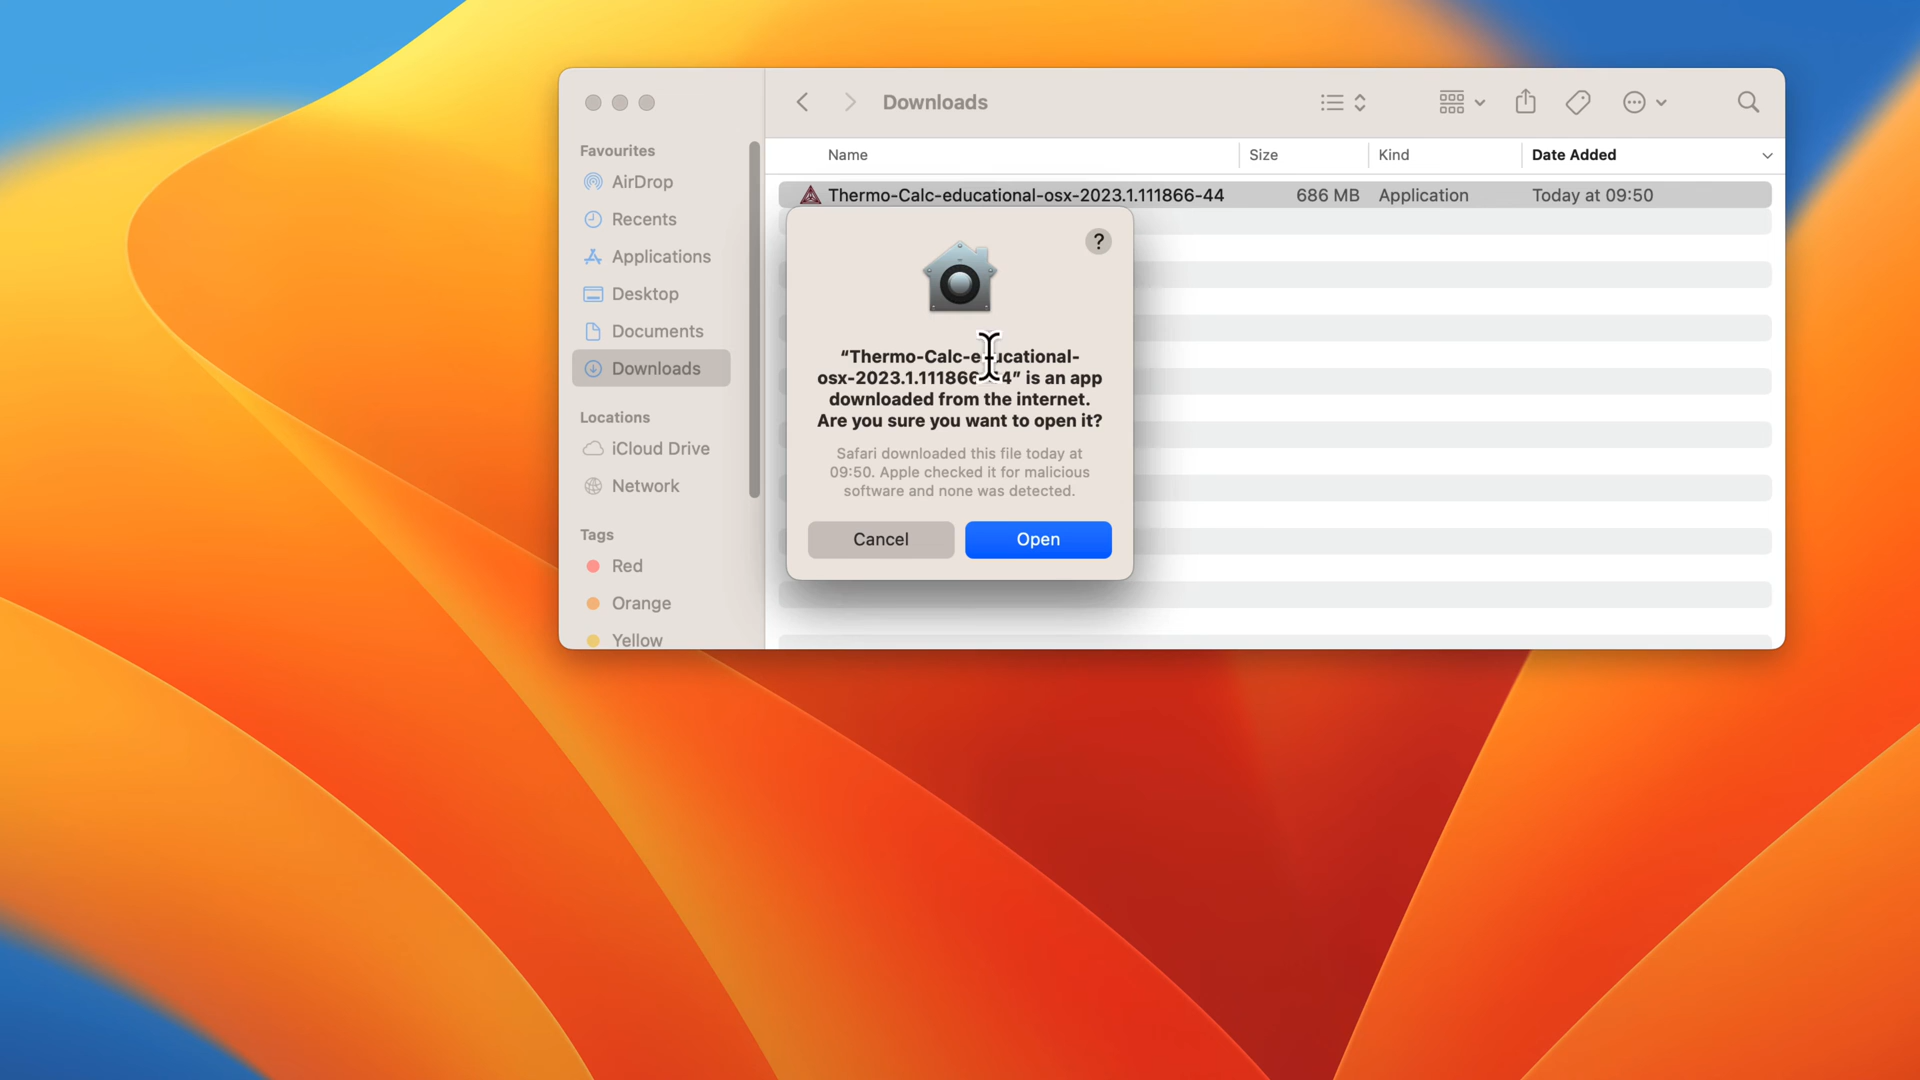 Downloads
Favourites
AirDrop
Recents
Applications
Desktop
Documents
Downloads
Locations
iCloud Drive
Network
Tags
Red
Orange
Yellow
Name Size Kind Date Added
Thermo-Calc-educational-osx-2023.1.111866-44 686 MB Application Today at 09:50
?
“Thermo-Calc-educational-
osx-2023.1.111866-44” is an app
downloaded from the internet.
Are you sure you want to open it?
Safari downloaded this file today at
09:50. Apple checked it for malicious
software and none was detected.
Cancel Open